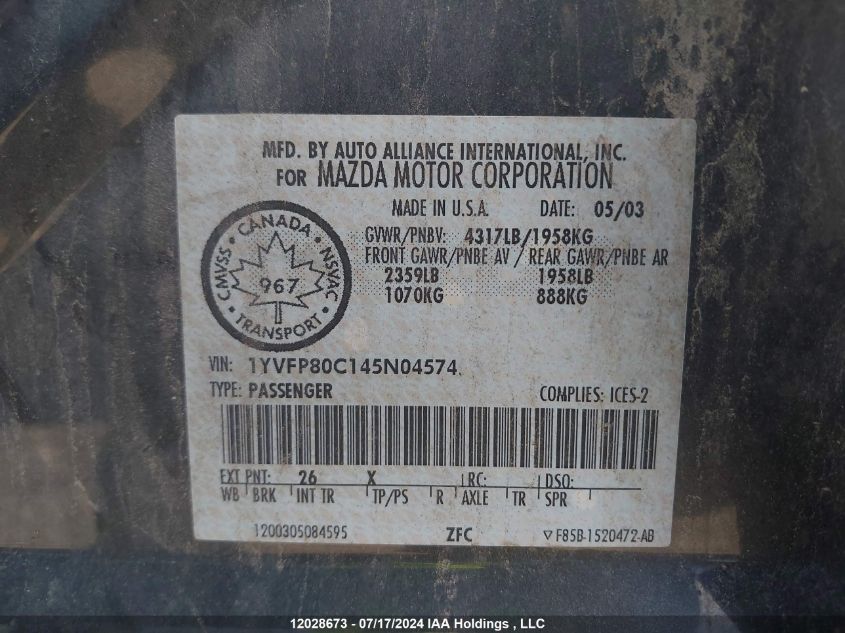 MFD. BY AUTO ALLIANCE INTERNATIONAL, INC.
FOR MAZDA MOTOR CORPORATION
MADE IN U.S.A. DATE: 05/03
GVWR/PNBV: 4317LB/1958KG
FRONT GAWR/PNBE AV / REAR GAWR/PNBE AR
2359LB 1958LB
1070KG 888KG
CMVSS • CANADA • NSVAC • TRANSPORT •
967
VIN: 1YVFP80C145N04574
TYPE: PASSENGER COMPLIES: ICES-2
EXT PNT: 26 X RC: DSO:
WB BRK INT TR TP/PS R AXLE TR SPR
1200305084595 ZFC ▽ F85B-1520472-AB
12028673 - 07/17/2024 IAA Holdings , LLC